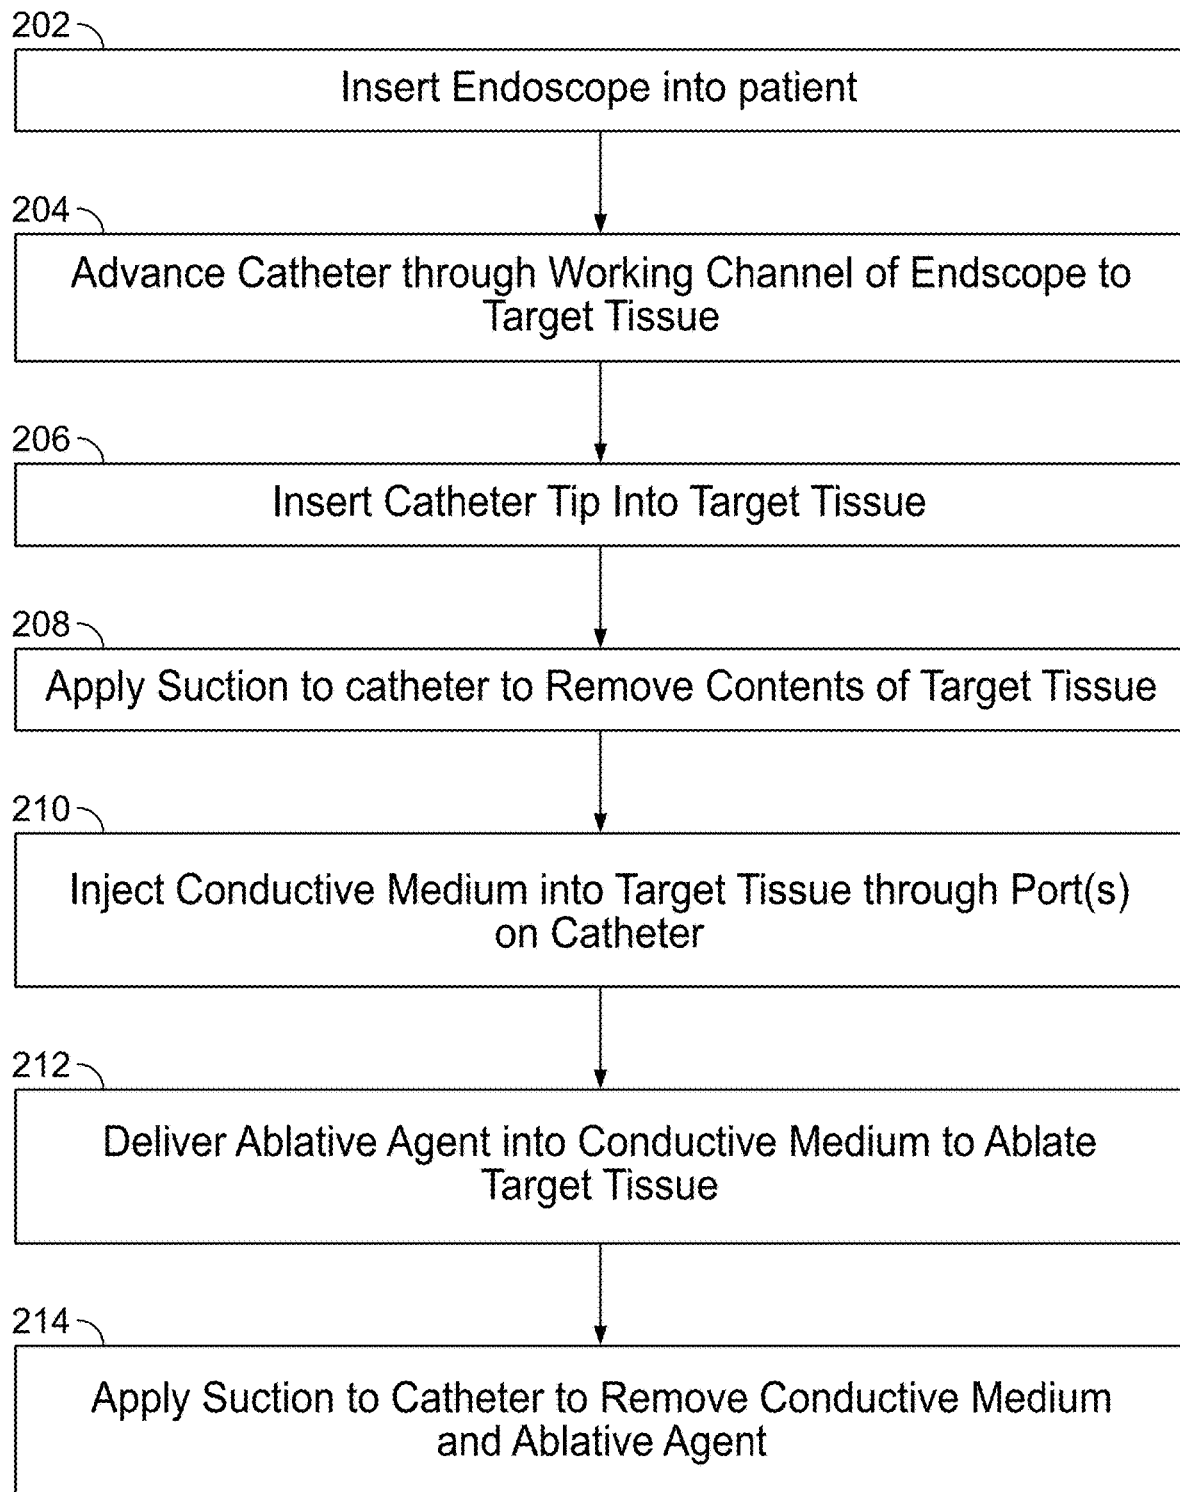 202
Insert Endoscope into patient
204
Advance Catheter through Working Channel of Endscope to
Target Tissue
206
Insert Catheter Tip Into Target Tissue
208
Apply Suction to catheter to Remove Contents of Target Tissue
210
Inject Conductive Medium into Target Tissue through Port(s)
on Catheter
212
Deliver Ablative Agent into Conductive Medium to Ablate
Target Tissue
214
Apply Suction to Catheter to Remove Conductive Medium
and Ablative Agent